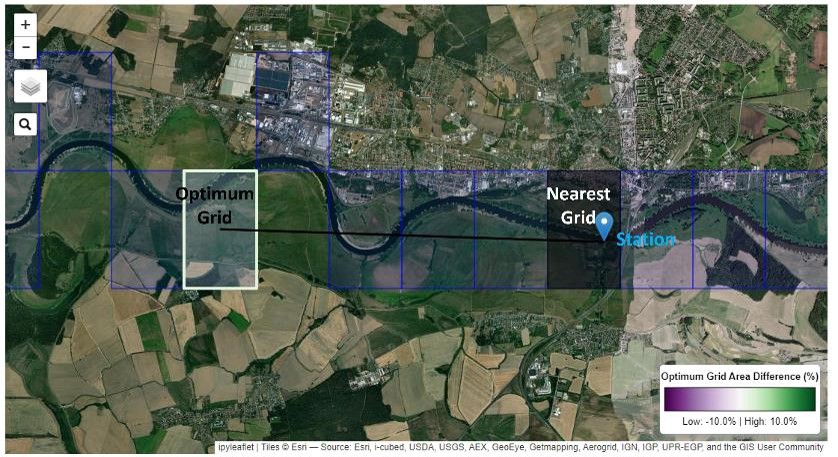 +
−
Optimum
Grid
Nearest
Grid
Station
Optimum Grid Area Difference (%)
Low: -10.0% | High: 10.0%
ipyleaflet | Tiles © Esri — Source: Esri, i-cubed, USDA, USGS, AEX, GeoEye, Getmapping, Aerogrid, IGN, IGP, UPR-EGP, and the GIS User Community